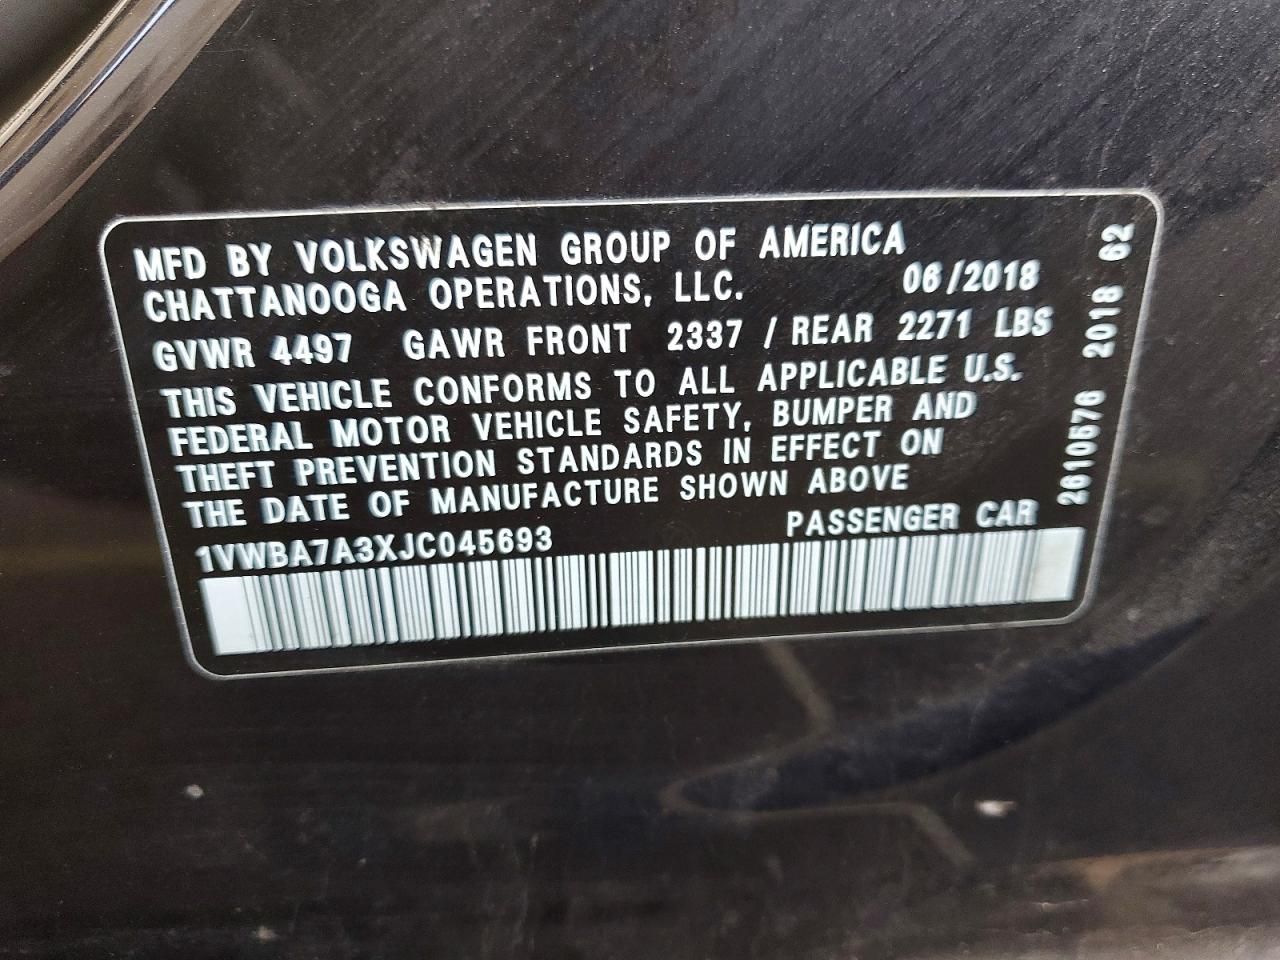 MFD BY VOLKSWAGEN GROUP OF AMERICA
CHATTANOOGA OPERATIONS, LLC. 06/2018
GVWR 4497 GAWR FRONT 2337 / REAR 2271 LBS
THIS VEHICLE CONFORMS TO ALL APPLICABLE U.S.
FEDERAL MOTOR VEHICLE SAFETY, BUMPER AND
THEFT PREVENTION STANDARDS IN EFFECT ON
THE DATE OF MANUFACTURE SHOWN ABOVE
1VWBA7A3XJC045693 PASSENGER CAR
2610576 2018 62